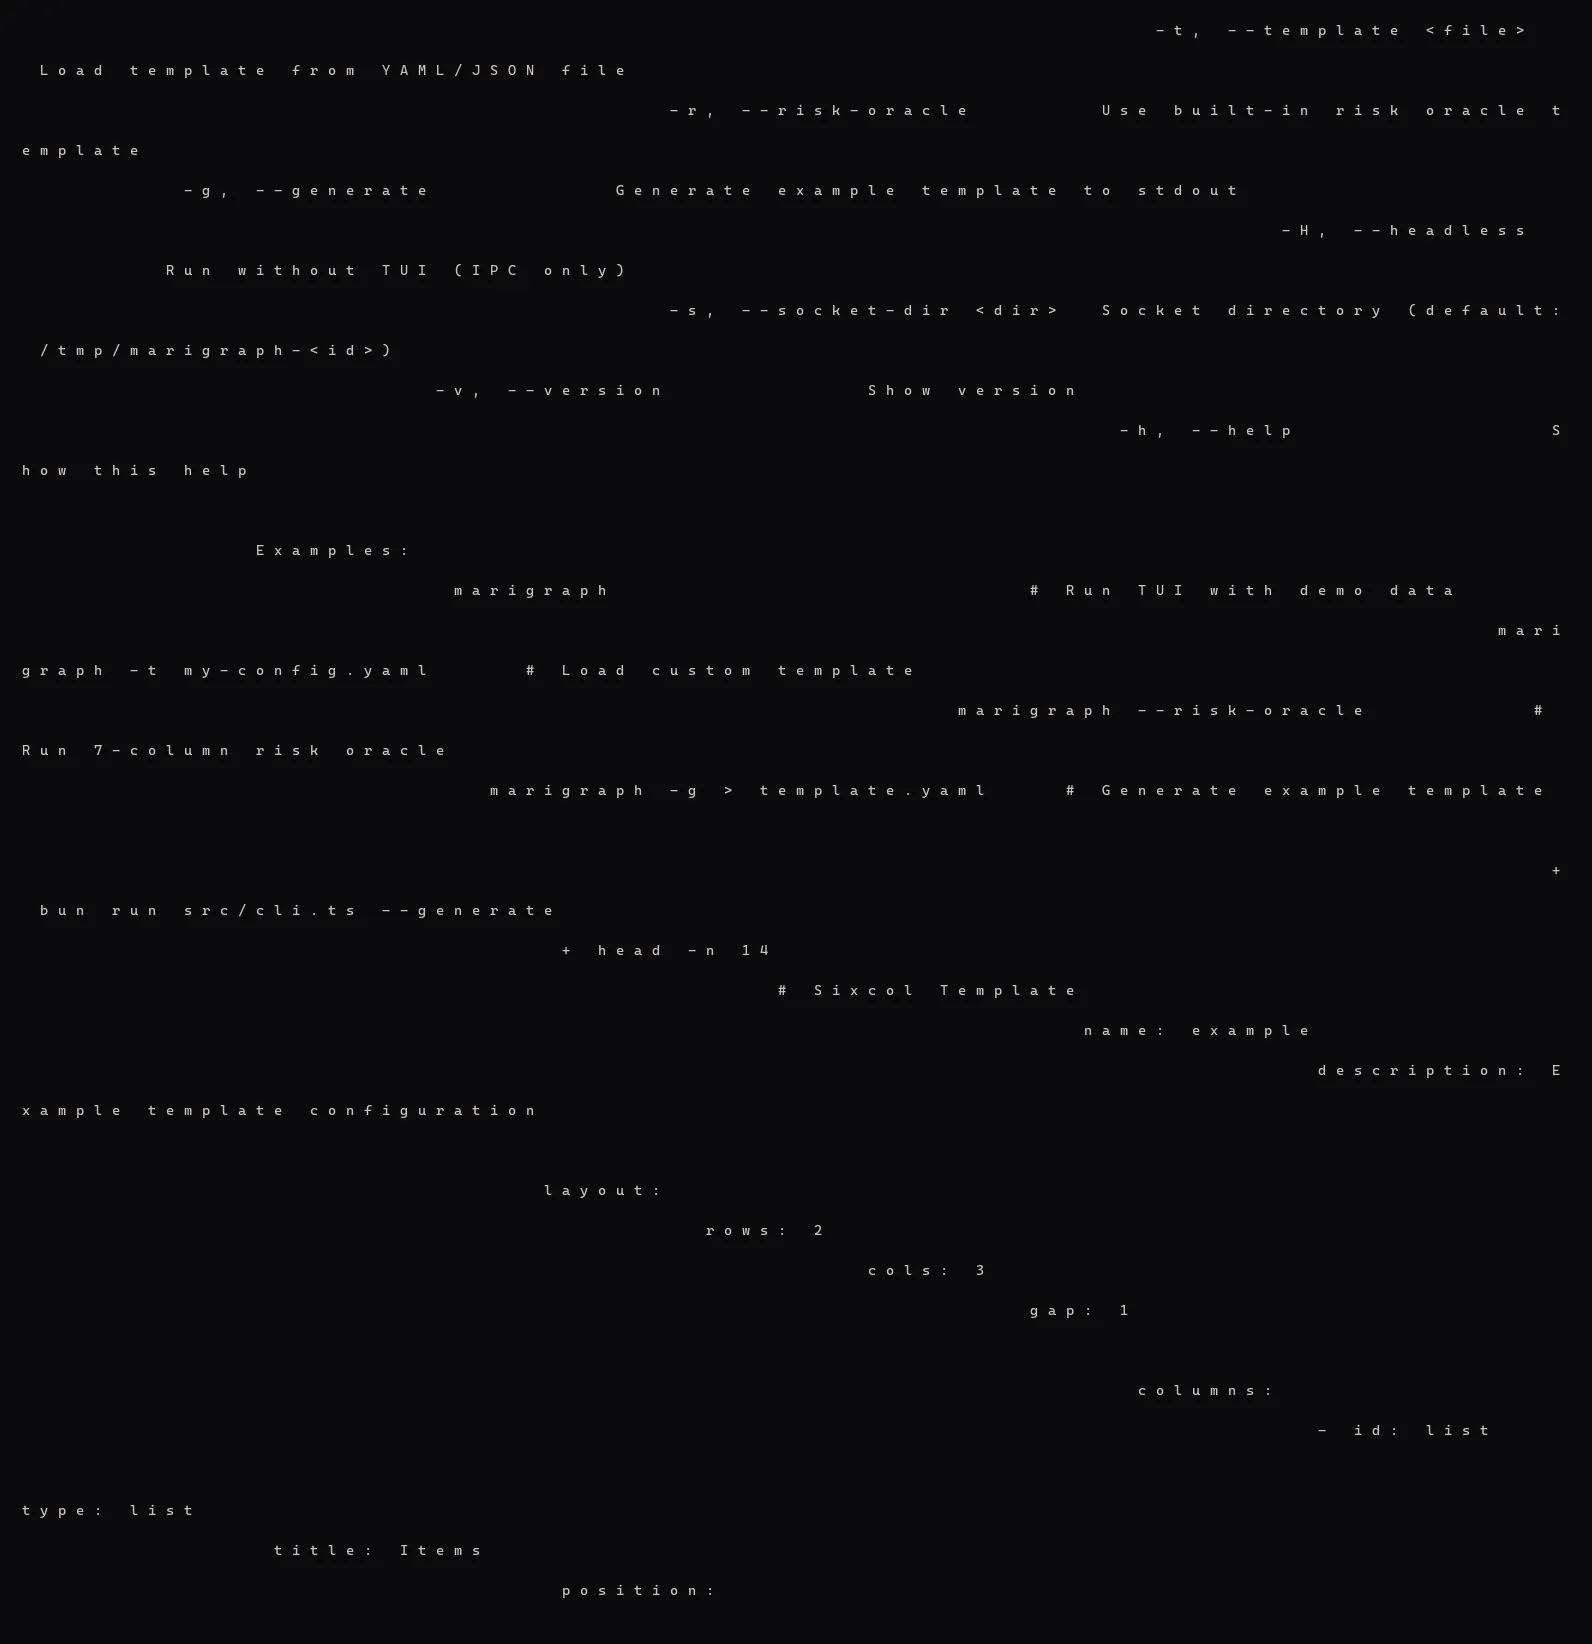 -t, --template <file>
Load template from YAML/JSON file
-r, --risk-oracle Use built-in risk oracle t
emplate
-g, --generate Generate example template to stdout
-H, --headless
Run without TUI (IPC only)
-s, --socket-dir <dir> Socket directory (default:
/tmp/marigraph-<id>)
-v, --version Show version
-h, --help S
how this help
Examples:
marigraph # Run TUI with demo data
mari
graph -t my-config.yaml # Load custom template
marigraph --risk-oracle #
Run 7-column risk oracle
marigraph -g > template.yaml # Generate example template
+
bun run src/cli.ts --generate
+ head -n 14
# Sixcol Template
name: example
description: E
xample template configuration
layout:
rows: 2
cols: 3
gap: 1
columns:
- id: list
type: list
title: Items
position: